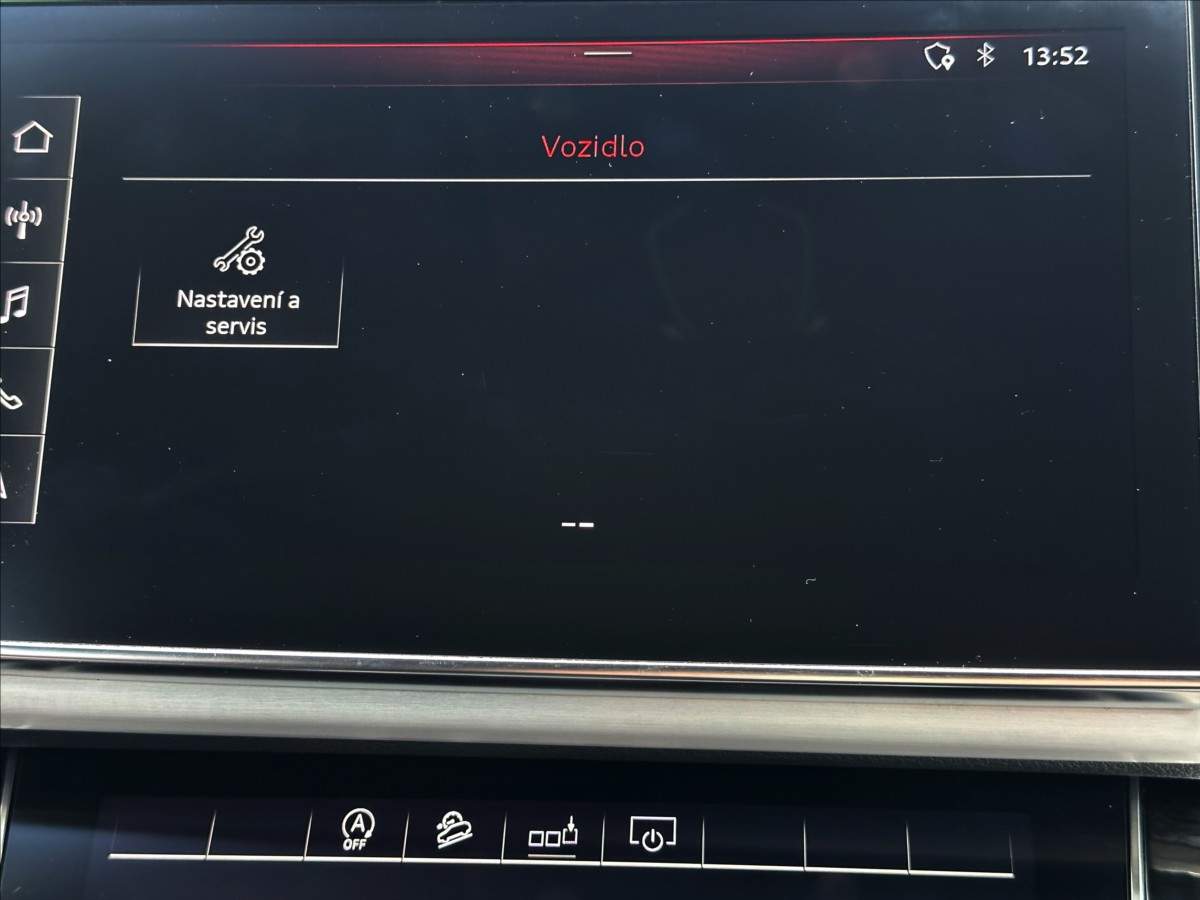 13:52
Vozidlo
Nastavení a
servis
--
A
OFF